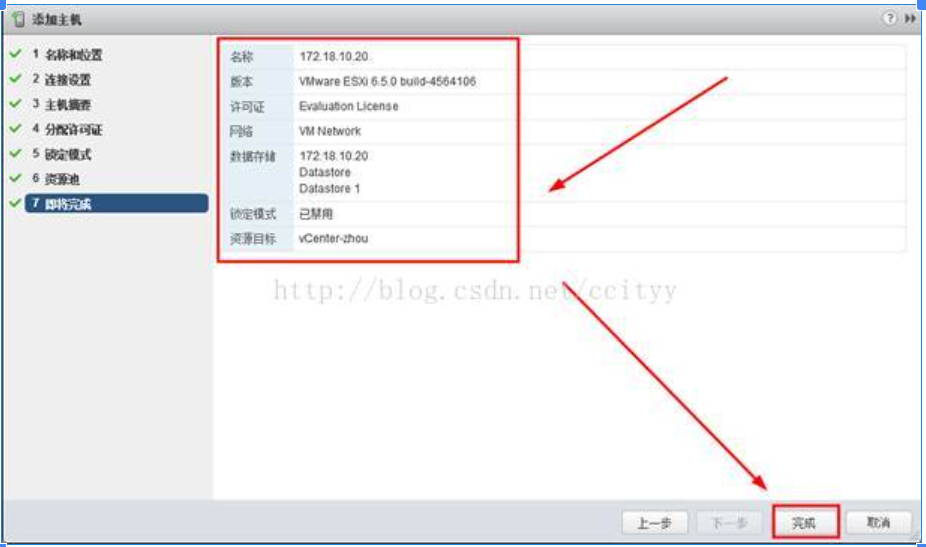 添加主机
1 名称和位置
2 连接设置
3 主机摘要
4 分配许可证
5 锁定模式
6 资源池
7 即将完成
名称 172.18.10.20
版本 VMware ESXi 6.5.0 build-4564106
许可证 Evaluation License
网络 VM Network
数据存储 172.18.10.20
Datastore
Datastore 1
锁定模式 已禁用
资源目标 vCenter-zhou
http://blog.csdn.net/ccityy
上一步 下一步 完成 取消